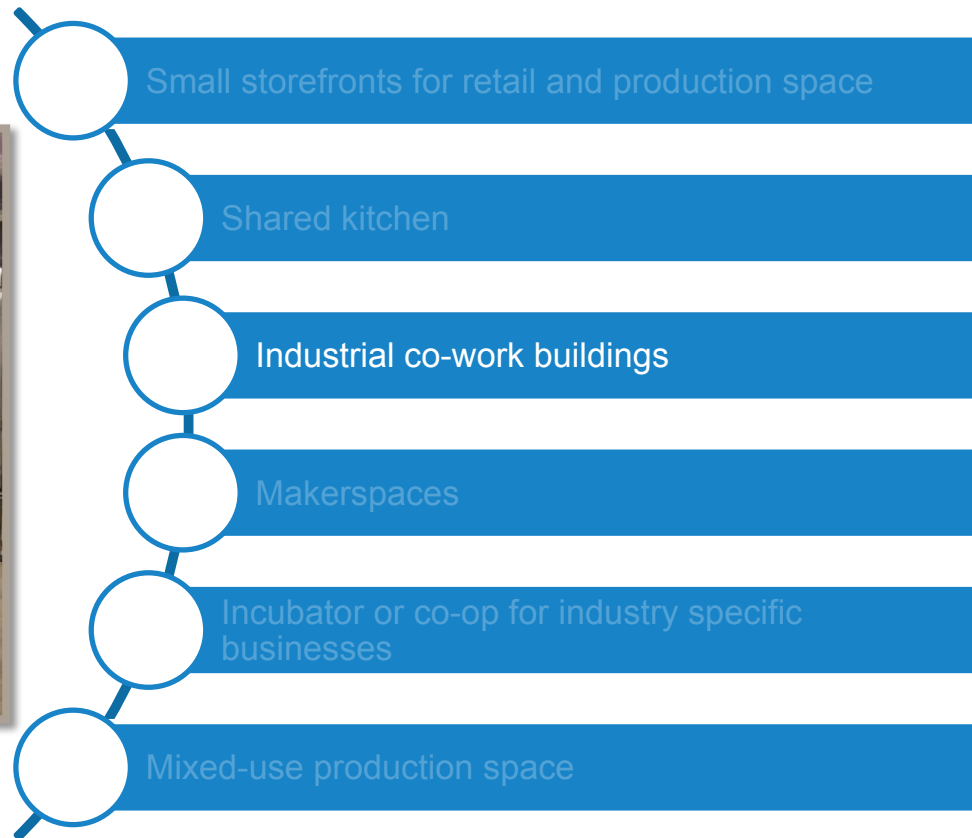 Small storefronts for retail and production space
Shared kitchen
Industrial co-work buildings
Makerspaces
Incubator or co-op for industry specific
businesses
Mixed-use production space